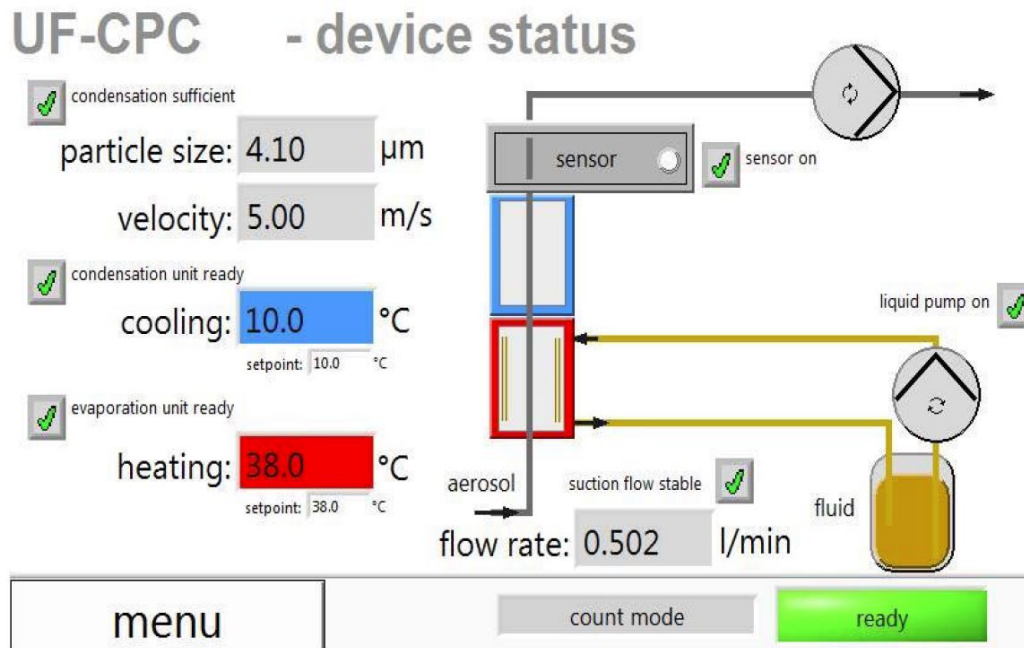 UF-CPC - device status
condensation sufficient
particle size: 4.10 µm
velocity: 5.00 m/s
condensation unit ready
cooling: 10.0 °C
setpoint: 10.0 °C
evaporation unit ready
heating: 38.0 °C
setpoint: 38.0 °C
sensor
sensor on
liquid pump on
aerosol
suction flow stable
fluid
flow rate: 0.502 l/min
menu
count mode
ready